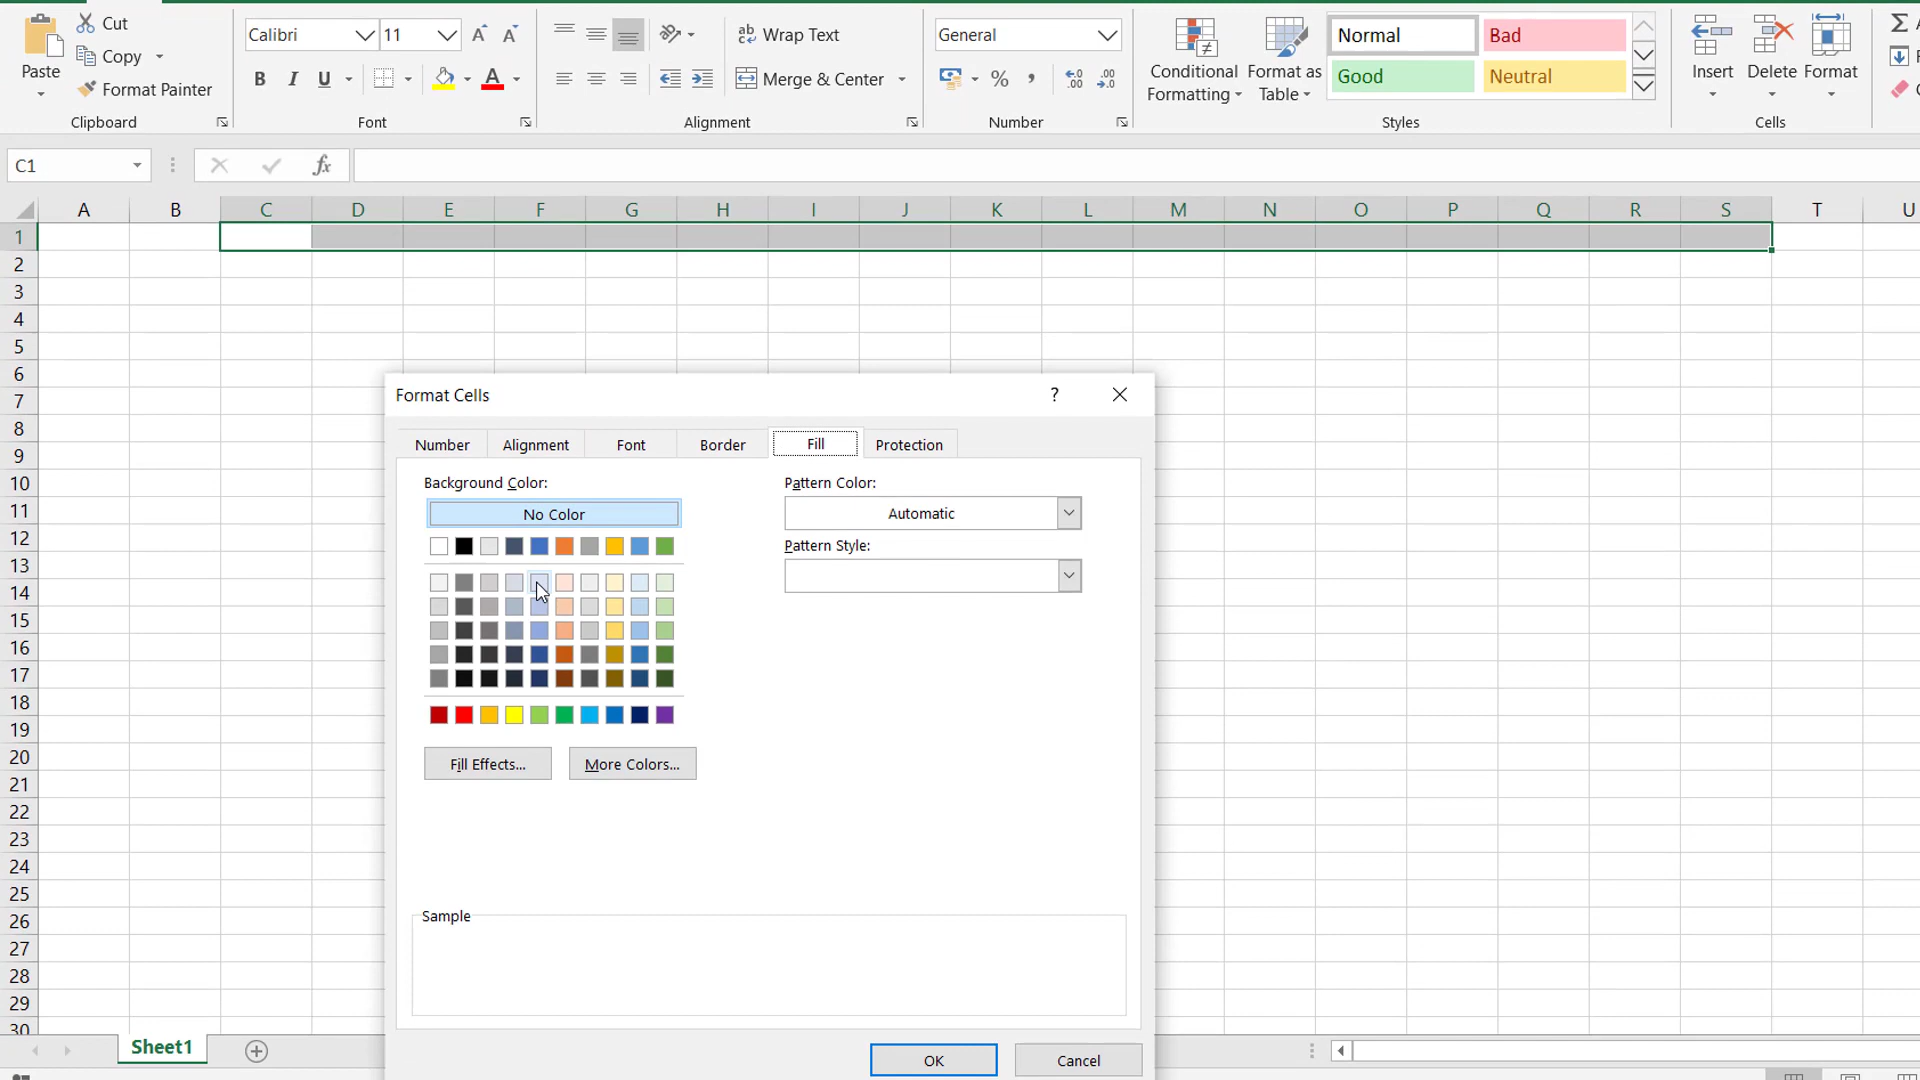 Cut
Copy
Format Painter
Paste
Clipboard
Calibri
11
B I U
A
Font
ab Wrap Text
Merge & Center
Alignment
General
%
Number
Conditional Formatting
Format as Table
Normal
Bad
Good
Neutral
Styles
Insert
Delete
Format
Cells
C1
fx
A B C D E F G H I J K L M N O P Q R S T U
1
2
3
4
5
6
7
8
9
10
11
12
13
14
15
16
17
18
19
20
21
22
23
24
25
26
27
28
29
30
Format Cells
?
Number Alignment Font Border Fill Protection
Background Color:
No Color
Pattern Color:
Automatic
Pattern Style:
Fill Effects...
More Colors...
Sample
OK
Cancel
Sheet1